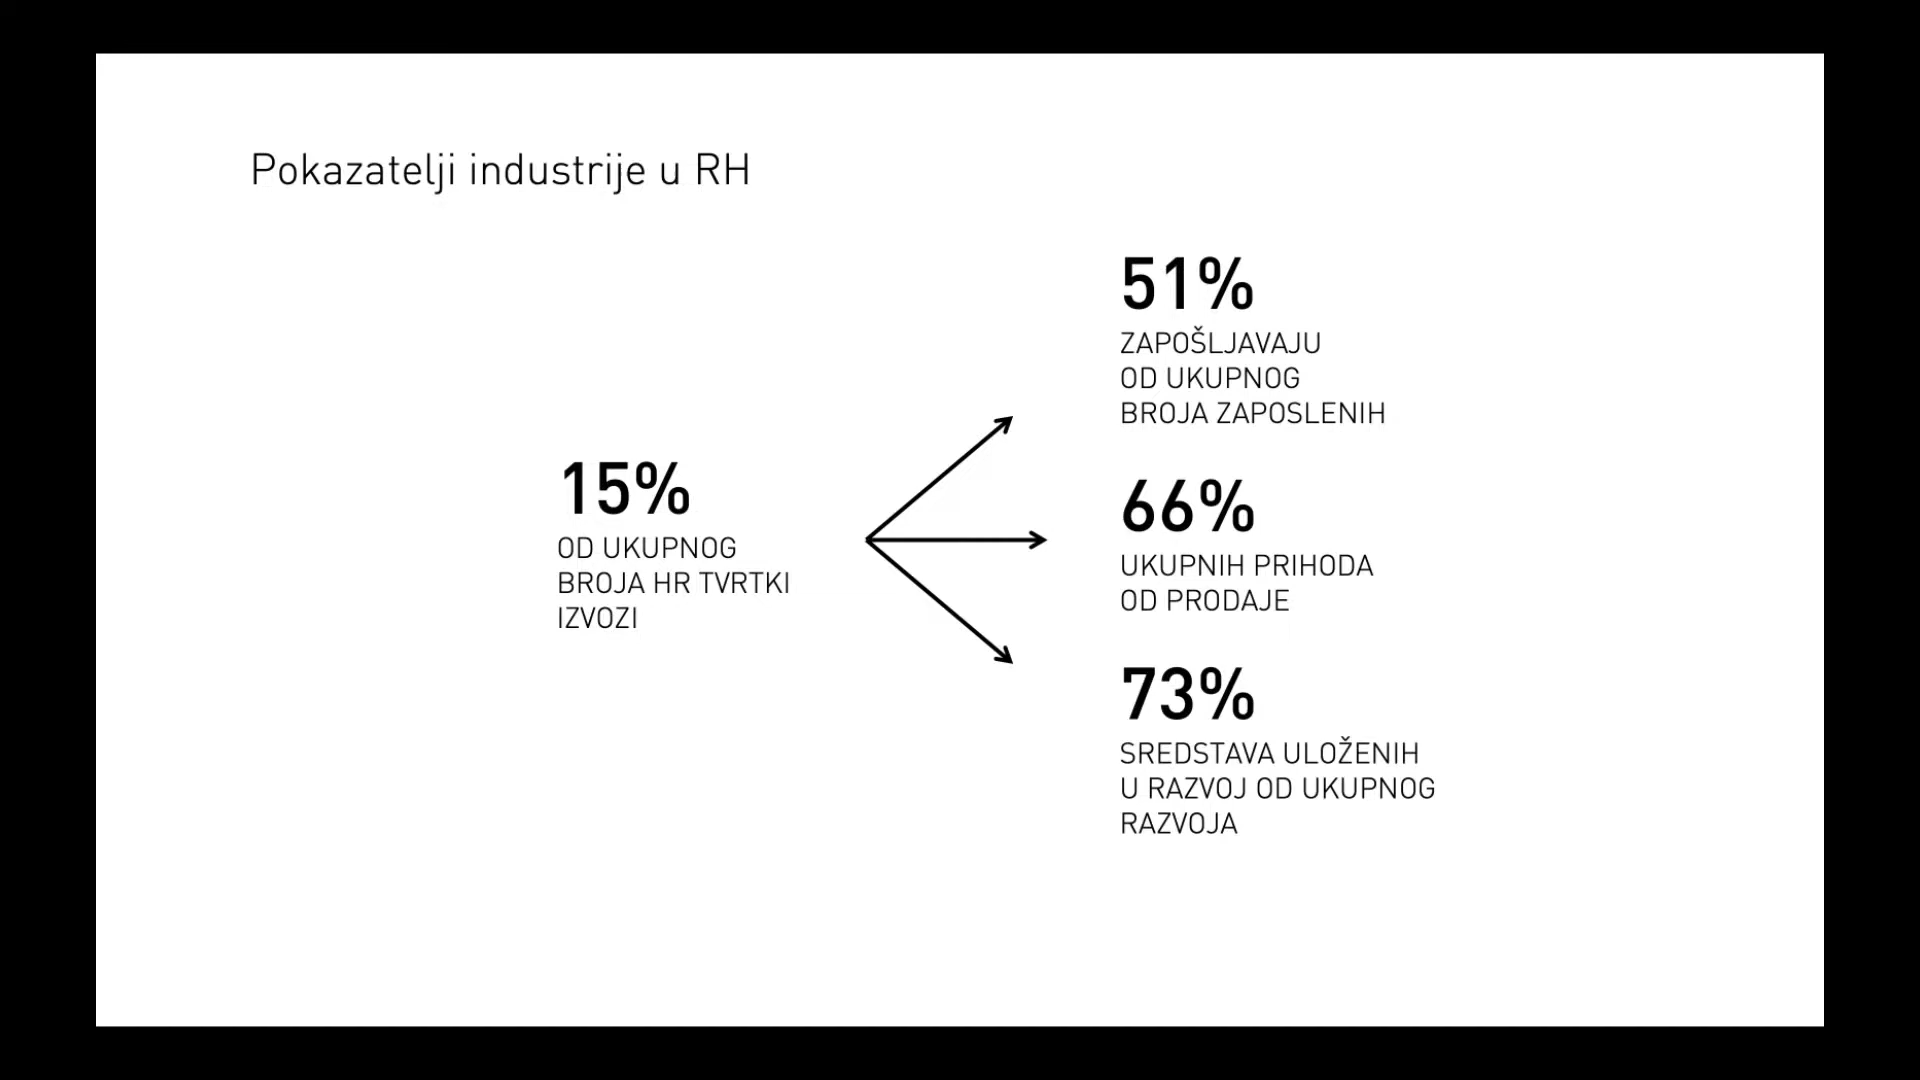 Pokazatelji industrije u RH
15%
OD UKUPNOG
BROJA HR TVRTKI
IZVOZI
51%
ZAPOŠLJAVAJU
OD UKUPNOG
BROJA ZAPOSLENIH
66%
UKUPNIH PRIHODA
OD PRODAJE
73%
SREDSTAVA ULOŽENIH
U RAZVOJ OD UKUPNOG
RAZVOJA